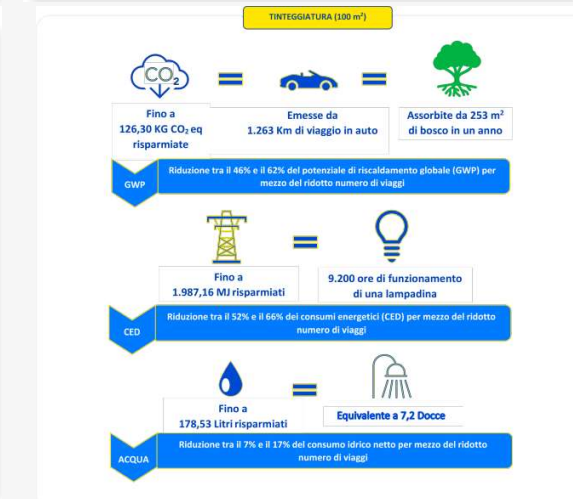 TINTEGGIATURA (100 m²)
CO₂
Fino a
126,30 KG CO₂ eq
risparmiate
Emesse da
1.263 Km di viaggio in auto
Assorbite da 253 m²
di bosco in un anno
GWP
Riduzione tra il 46% e il 62% del potenziale di riscaldamento globale (GWP) per
mezzo del ridotto numero di viaggi
Fino a
1.987,16 MJ risparmiati
9.200 ore di funzionamento
di una lampadina
CED
Riduzione tra il 52% e il 66% dei consumi energetici (CED) per mezzo del ridotto
numero di viaggi
Fino a
178,53 Litri risparmiati
Equivalente a 7,2 Docce
ACQUA
Riduzione tra il 7% e il 17% del consumo idrico netto per mezzo del ridotto
numero di viaggi